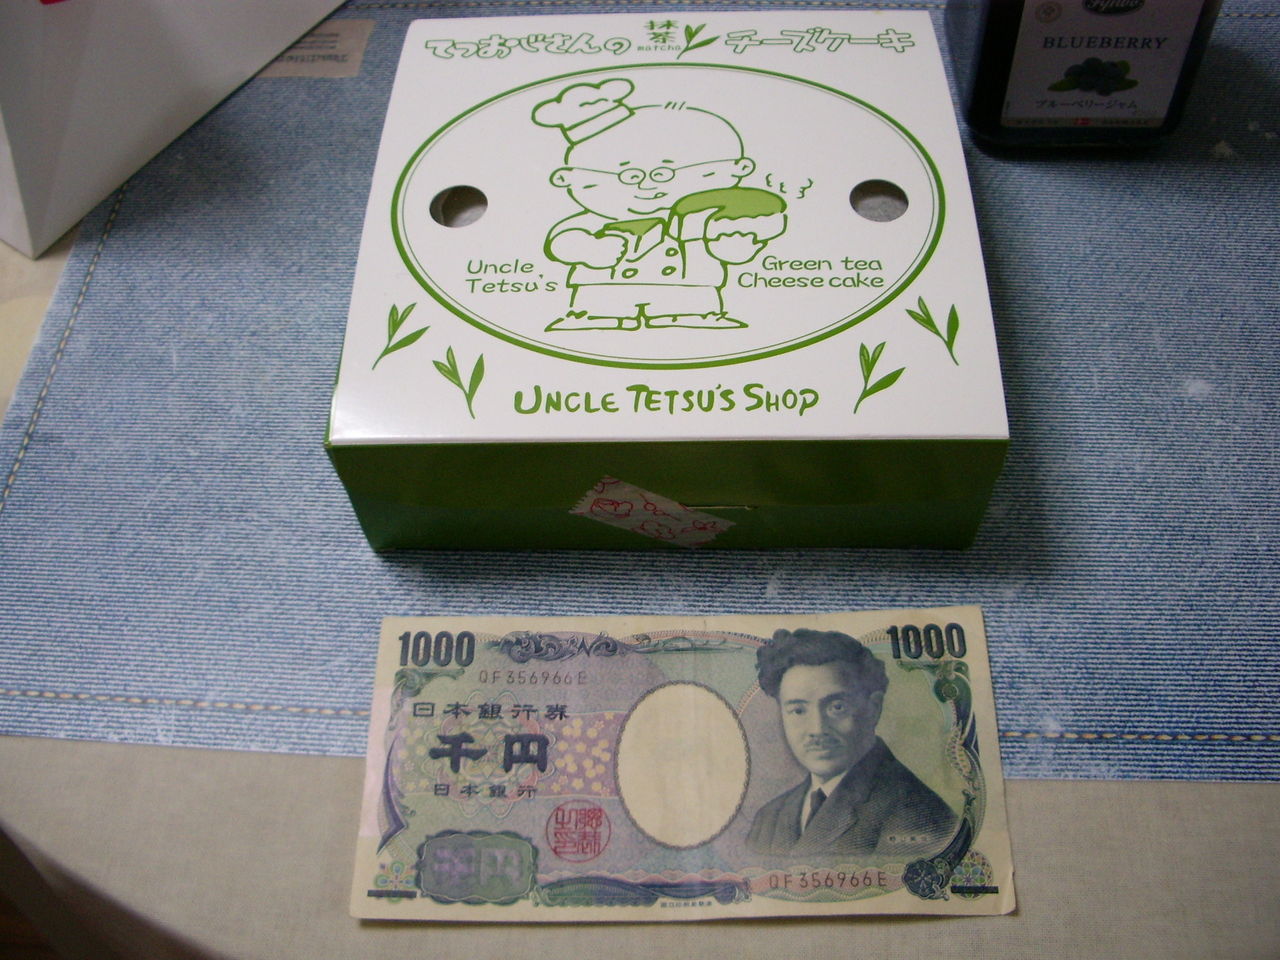 てつおじさんの 抹茶 matcha チーズケーキ
Uncle Tetsu's
Green tea Cheese cake
UNCLE TETSU'S SHOP
BLUEBERRY
ブルーベリージャム
1000
1000
QF356966E
日本銀行券
千円
日本銀行
QF356966E